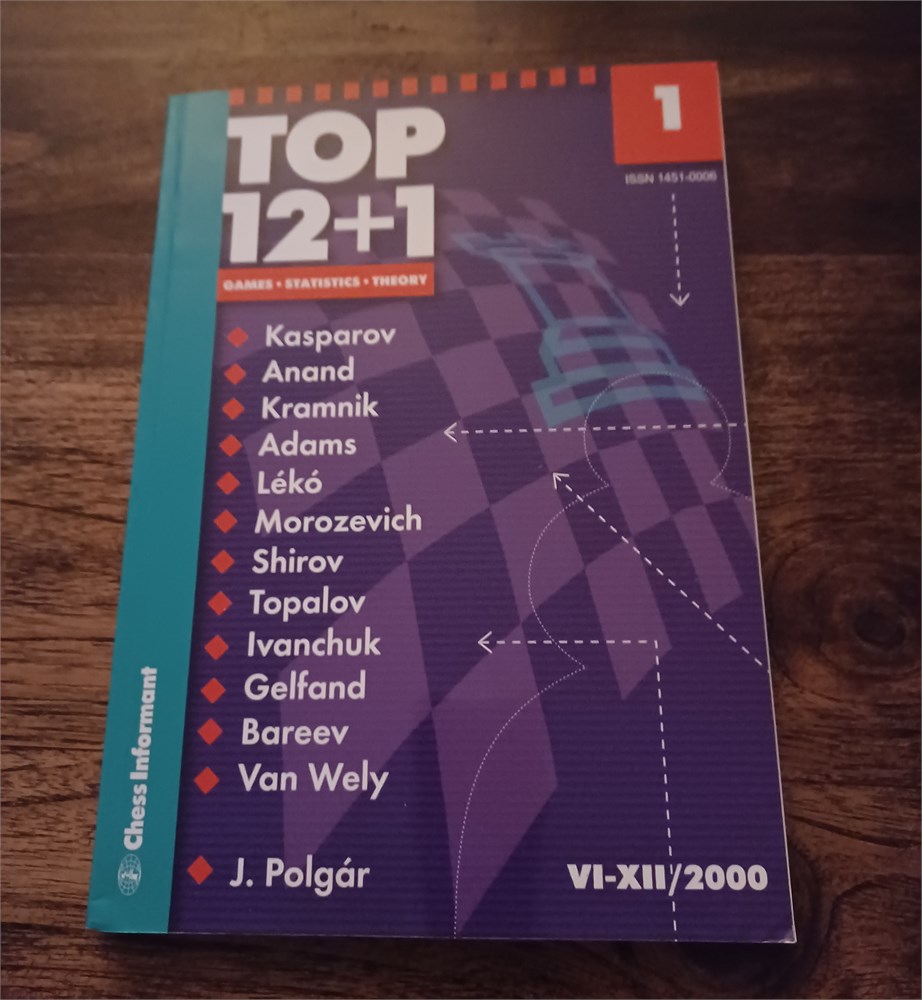 TOP
12+1
GAMES • STATISTICS • THEORY
1
ISSN 1451-0006
Kasparov
Anand
Kramnik
Adams
Lékó
Morozevich
Shirov
Topalov
Ivanchuk
Gelfand
Bareev
Van Wely
J. Polgár
VI-XII/2000
Chess Informant